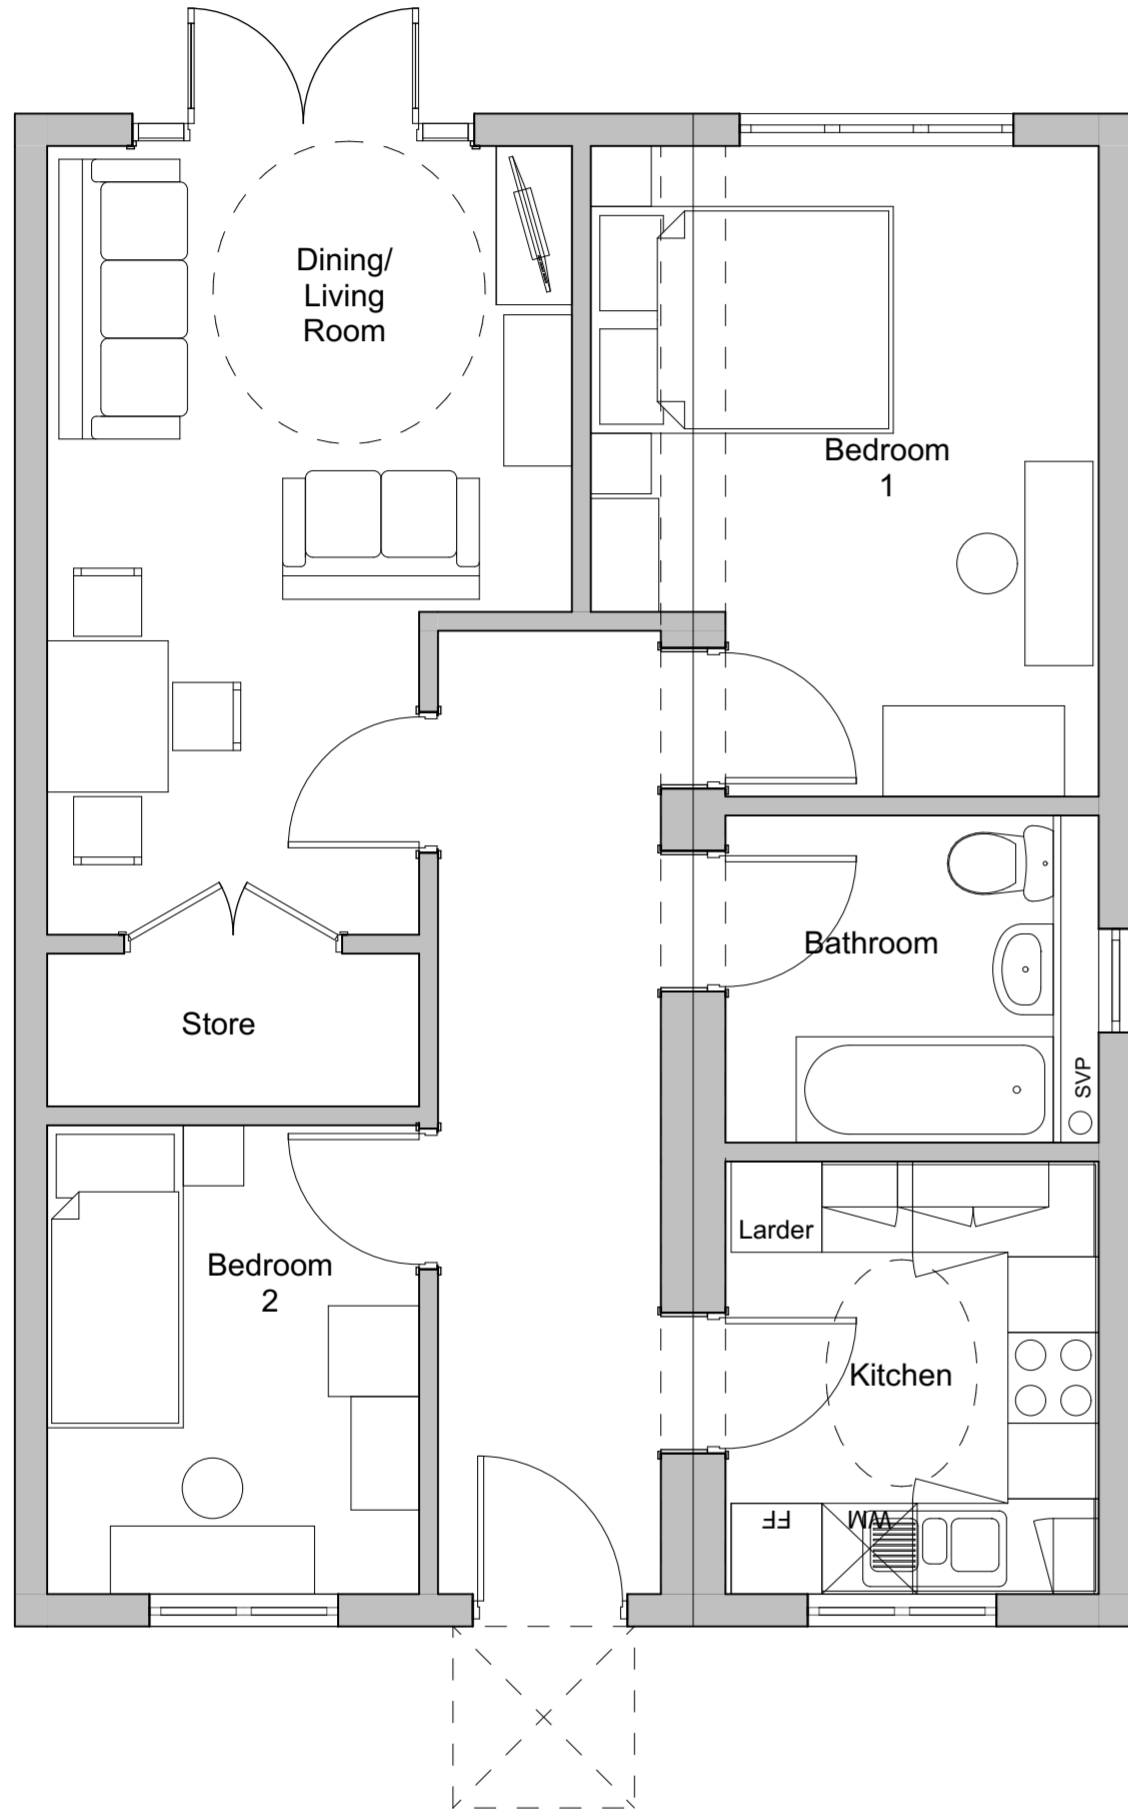 Dining/
Living
Room
Bedroom
1
Bathroom
Store
SVP
Larder
Bedroom
2
Kitchen
FF
WM